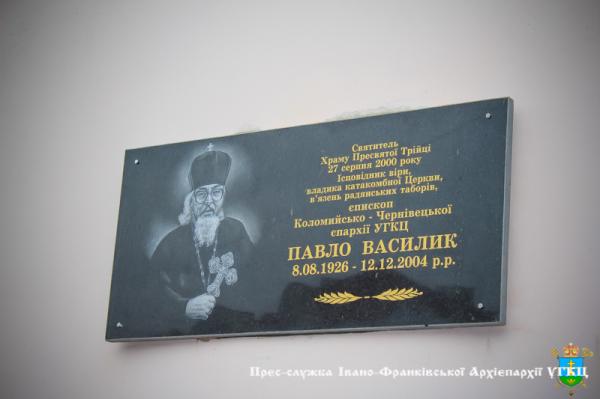 Святитель
Храму Пресвятої Трійці
27 серпня 2000 року
Ісповідник віри,
владика катакомбної Церкви,
в'язень радянських таборів,
єпископ
Коломийсько - Чернівецької
єпархії УГКЦ
ПАВЛО ВАСИЛИК
8.08.1926 - 12.12.2004 р.р.
Прес-служка Івано-Франківської Архієпархії УГКЦ